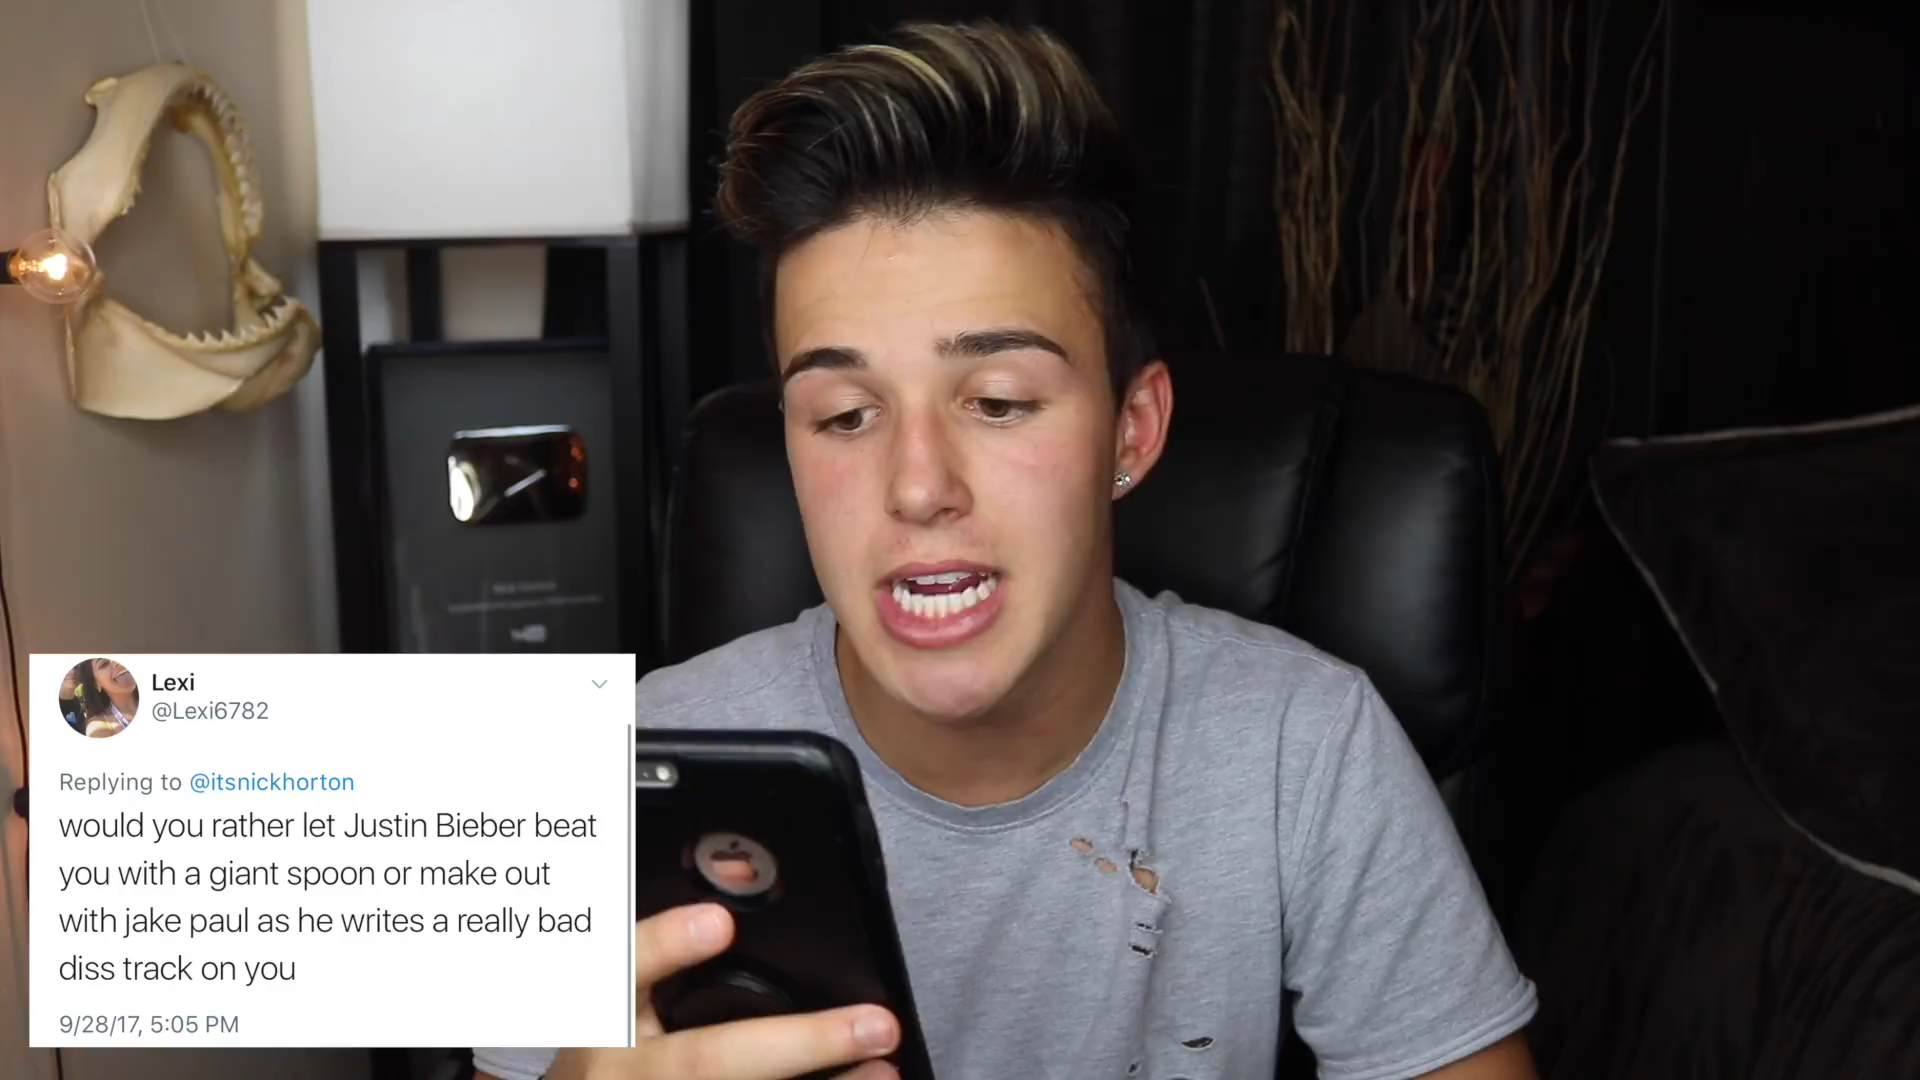 Lexi
@Lexi6782
Replying to @itsnickhorton
would you rather let Justin Bieber beat
you with a giant spoon or make out
with jake paul as he writes a really bad
diss track on you
9/28/17, 5:05 PM